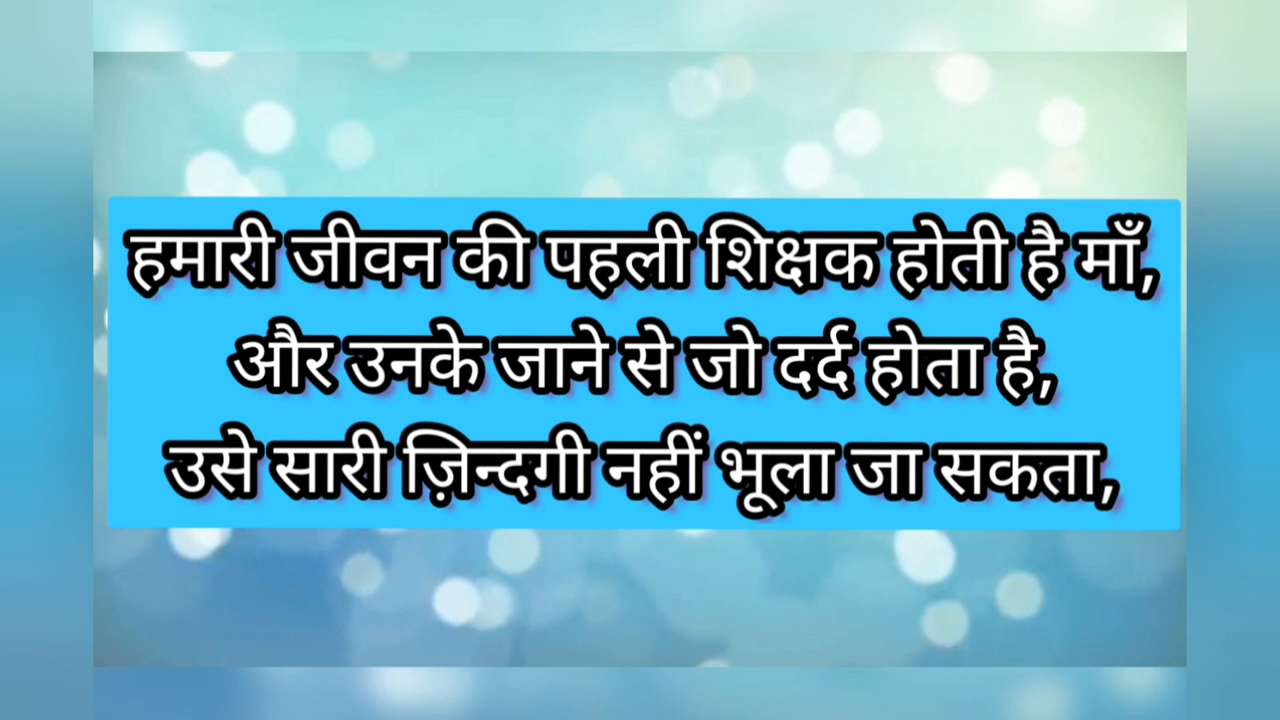 हमारी जीवन की पहली शिक्षक होती है माँ,
और उनके जाने से जो दर्द होता है,
उसे सारी ज़िन्दगी नहीं भूला जा सकता,